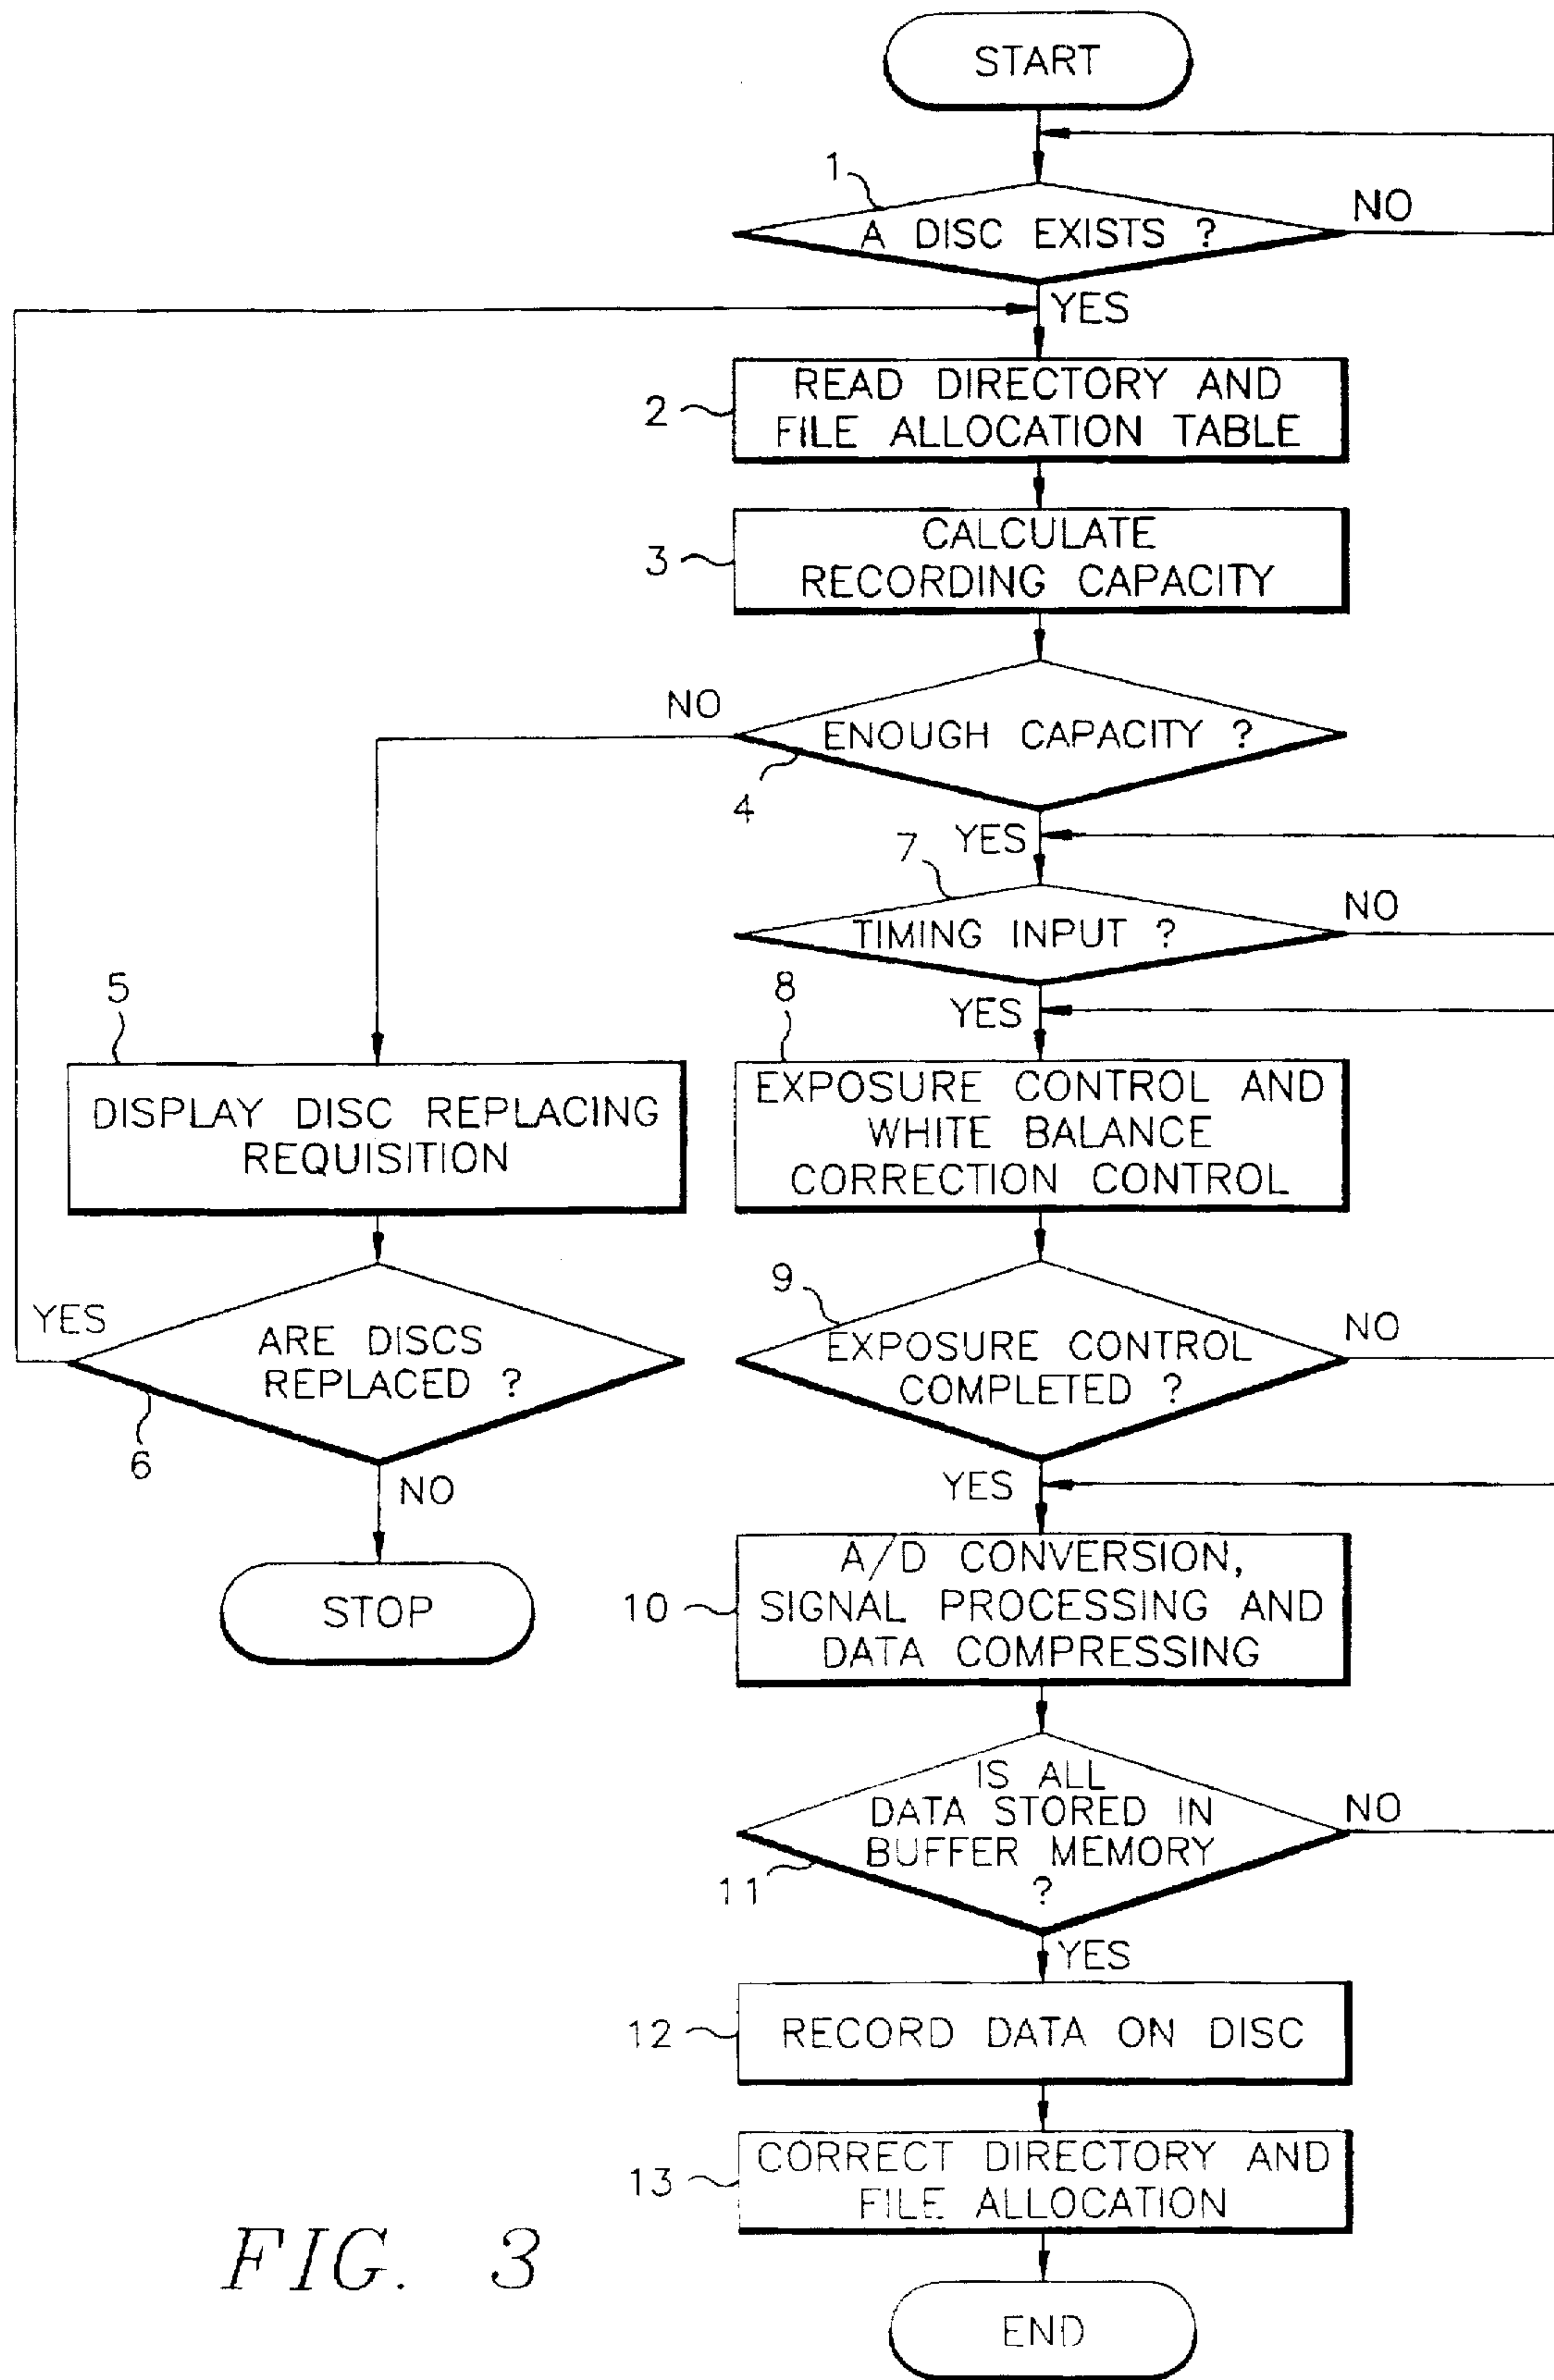 START
1
A DISC EXISTS ?
NO
YES
2
READ DIRECTORY AND
FILE ALLOCATION TABLE
3
CALCULATE
RECORDING CAPACITY
NO
ENOUGH CAPACITY ?
4
YES
7
TIMING INPUT ?
NO
YES
5
DISPLAY DISC REPLACING
REQUISITION
8
EXPOSURE CONTROL AND
WHITE BALANCE
CORRECTION CONTROL
YES
ARE DISCS
REPLACED ?
6
NO
STOP
9
EXPOSURE CONTROL
COMPLETED ?
NO
YES
10
A/D CONVERSION,
SIGNAL PROCESSING AND
DATA COMPRESSING
IS ALL
DATA STORED IN
BUFFER MEMORY
?
11
NO
YES
12
RECORD DATA ON DISC
13
CORRECT DIRECTORY AND
FILE ALLOCATION
END
FIG. 3